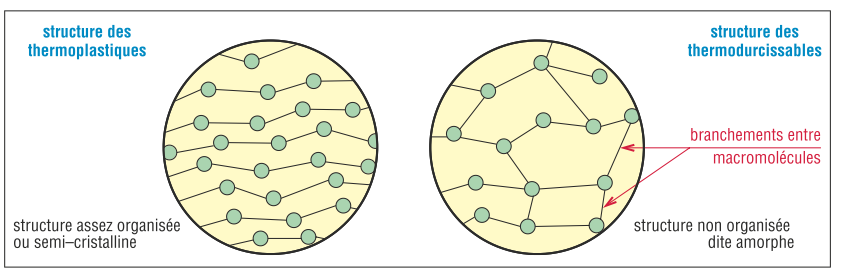 structure des
thermoplastiques
structure des
thermodurcissables
branchements entre
macromolécules
structure assez organisée
ou semi–cristalline
structure non organisée
dite amorphe